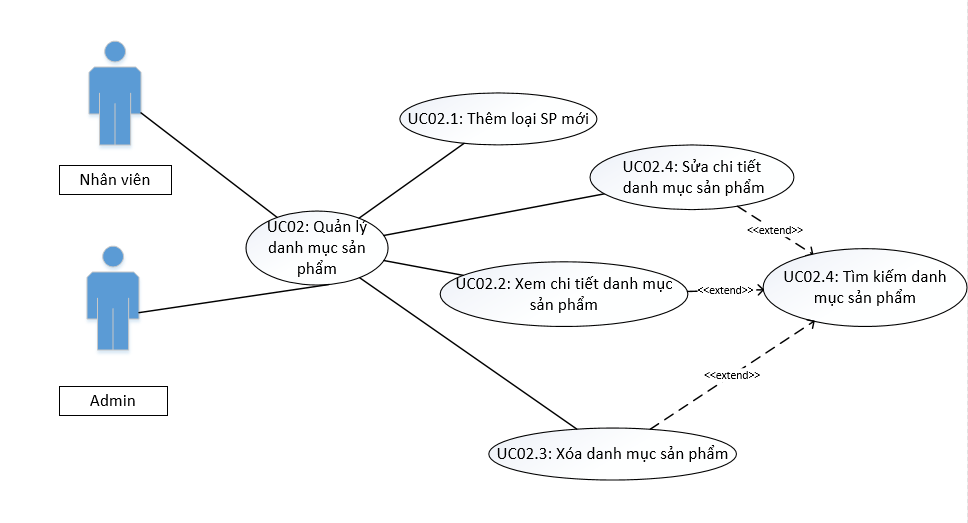 Nhân viên
Admin
UC02: Quản lý
danh mục sản
phẩm
UC02.1: Thêm loại SP mới
UC02.4: Sửa chi tiết
danh mục sản phẩm
<<extend>>
UC02.2: Xem chi tiết danh mục
sản phẩm
<<extend>>
UC02.4: Tìm kiếm danh
mục sản phẩm
<<extend>>
UC02.3: Xóa danh mục sản phẩm